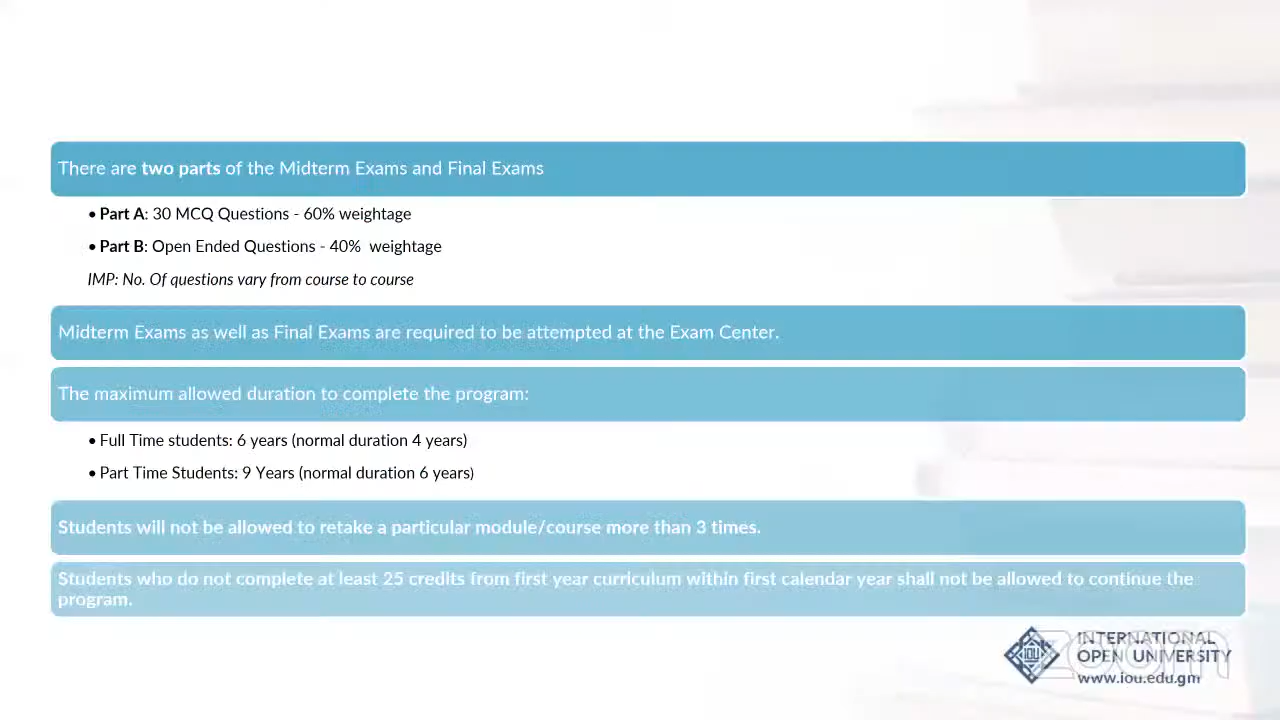 There are two parts of the Midterm Exams and Final Exams
• Part A: 30 MCQ Questions - 60% weightage
• Part B: Open Ended Questions - 40%  weightage
IMP: No. Of questions vary from course to course
Midterm Exams as well as Final Exams are required to be attempted at the Exam Center.
The maximum allowed duration to complete the program:
• Full Time students: 6 years (normal duration 4 years)
• Part Time Students: 9 Years (normal duration 6 years)
Students will not be allowed to retake a particular module/course more than 3 times.
Students who do not complete at least 25 credits from first year curriculum within first calendar year shall not be allowed to continue the
program.
IOU
INTERNATIONAL
OPEN UNIVERSITY
www.iou.edu.gm
zoom